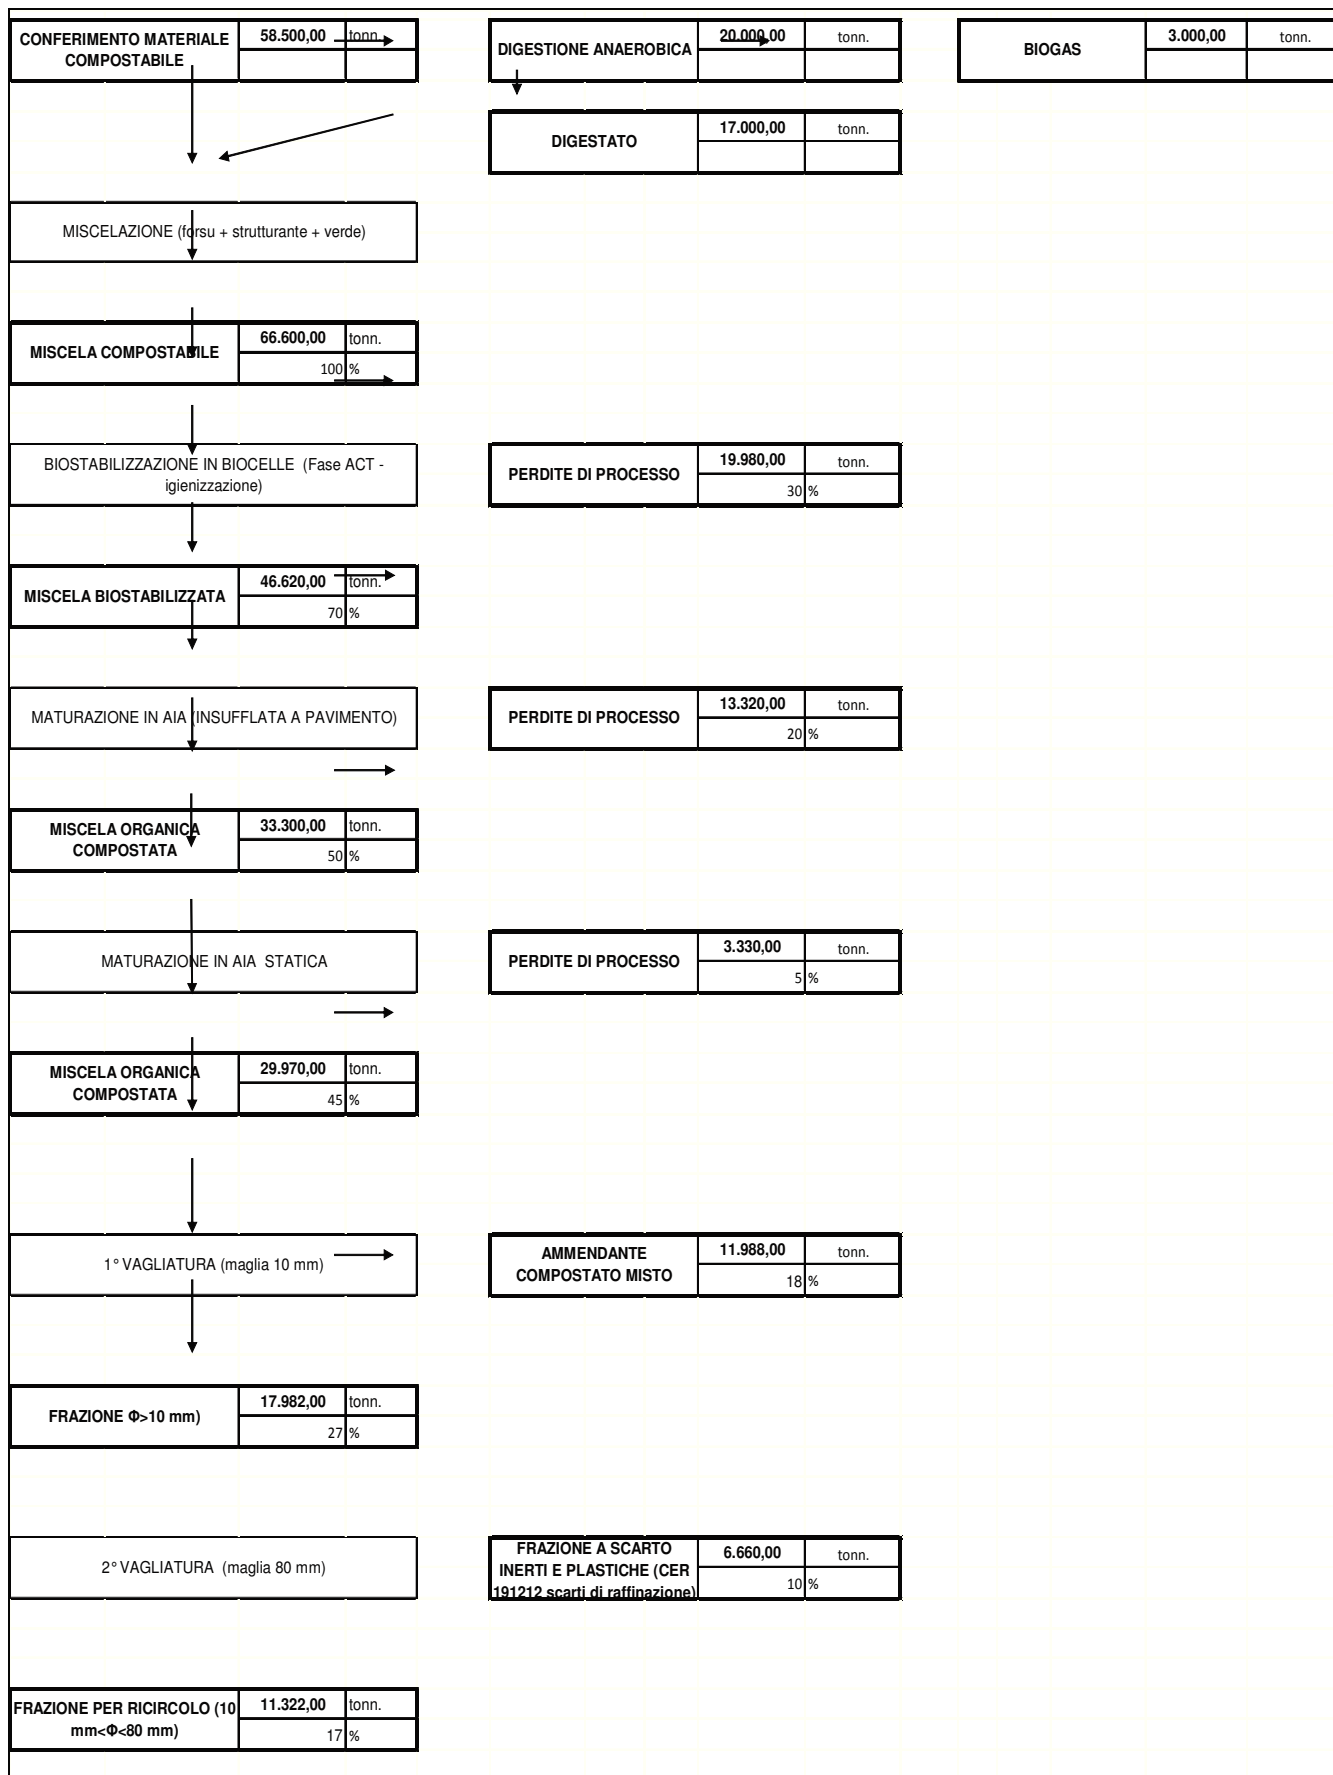 CONFERIMENTO MATERIALE
COMPOSTABILE
58.500,00 tonn.
DIGESTIONE ANAEROBICA
20.000,00 tonn.
BIOGAS
3.000,00 tonn.
DIGESTATO
17.000,00 tonn.
MISCELAZIONE (forsu + strutturante + verde)
MISCELA COMPOSTABILE
66.600,00 tonn.
100 %
BIOSTABILIZZAZIONE IN BIOCELLE (Fase ACT -
igienizzazione)
PERDITE DI PROCESSO
19.980,00 tonn.
30 %
MISCELA BIOSTABILIZZATA
46.620,00 tonn.
70 %
MATURAZIONE IN AIA (INSUFFLATA A PAVIMENTO)
PERDITE DI PROCESSO
13.320,00 tonn.
20 %
MISCELA ORGANICA
COMPOSTATA
33.300,00 tonn.
50 %
MATURAZIONE IN AIA STATICA
PERDITE DI PROCESSO
3.330,00 tonn.
5 %
MISCELA ORGANICA
COMPOSTATA
29.970,00 tonn.
45 %
1° VAGLIATURA (maglia 10 mm)
AMMENDANTE
COMPOSTATO MISTO
11.988,00 tonn.
18 %
FRAZIONE Φ>10 mm)
17.982,00 tonn.
27 %
2° VAGLIATURA (maglia 80 mm)
FRAZIONE A SCARTO
INERTI E PLASTICHE (CER
191212 scarti di raffinazione)
6.660,00 tonn.
10 %
FRAZIONE PER RICIRCOLO (10
mm<Φ<80 mm)
11.322,00 tonn.
17 %